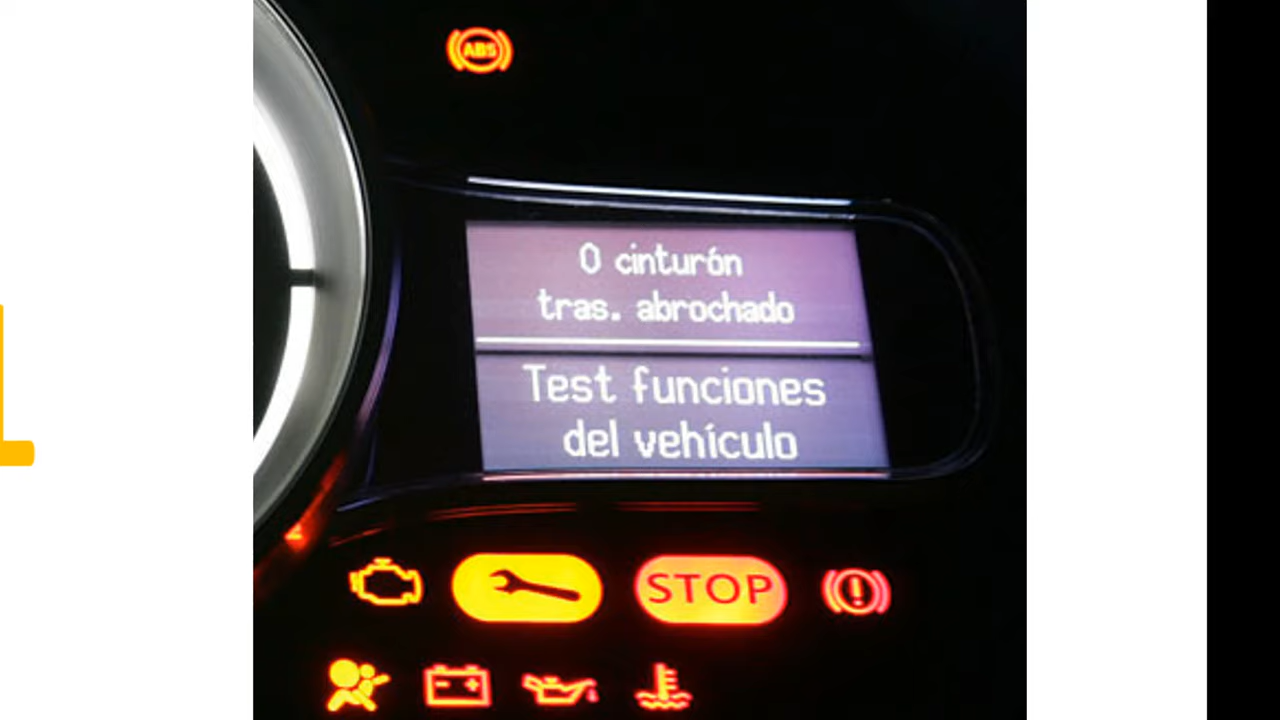 ABS
0 cinturón
tras. abrochado
Test funciones
del vehículo
STOP